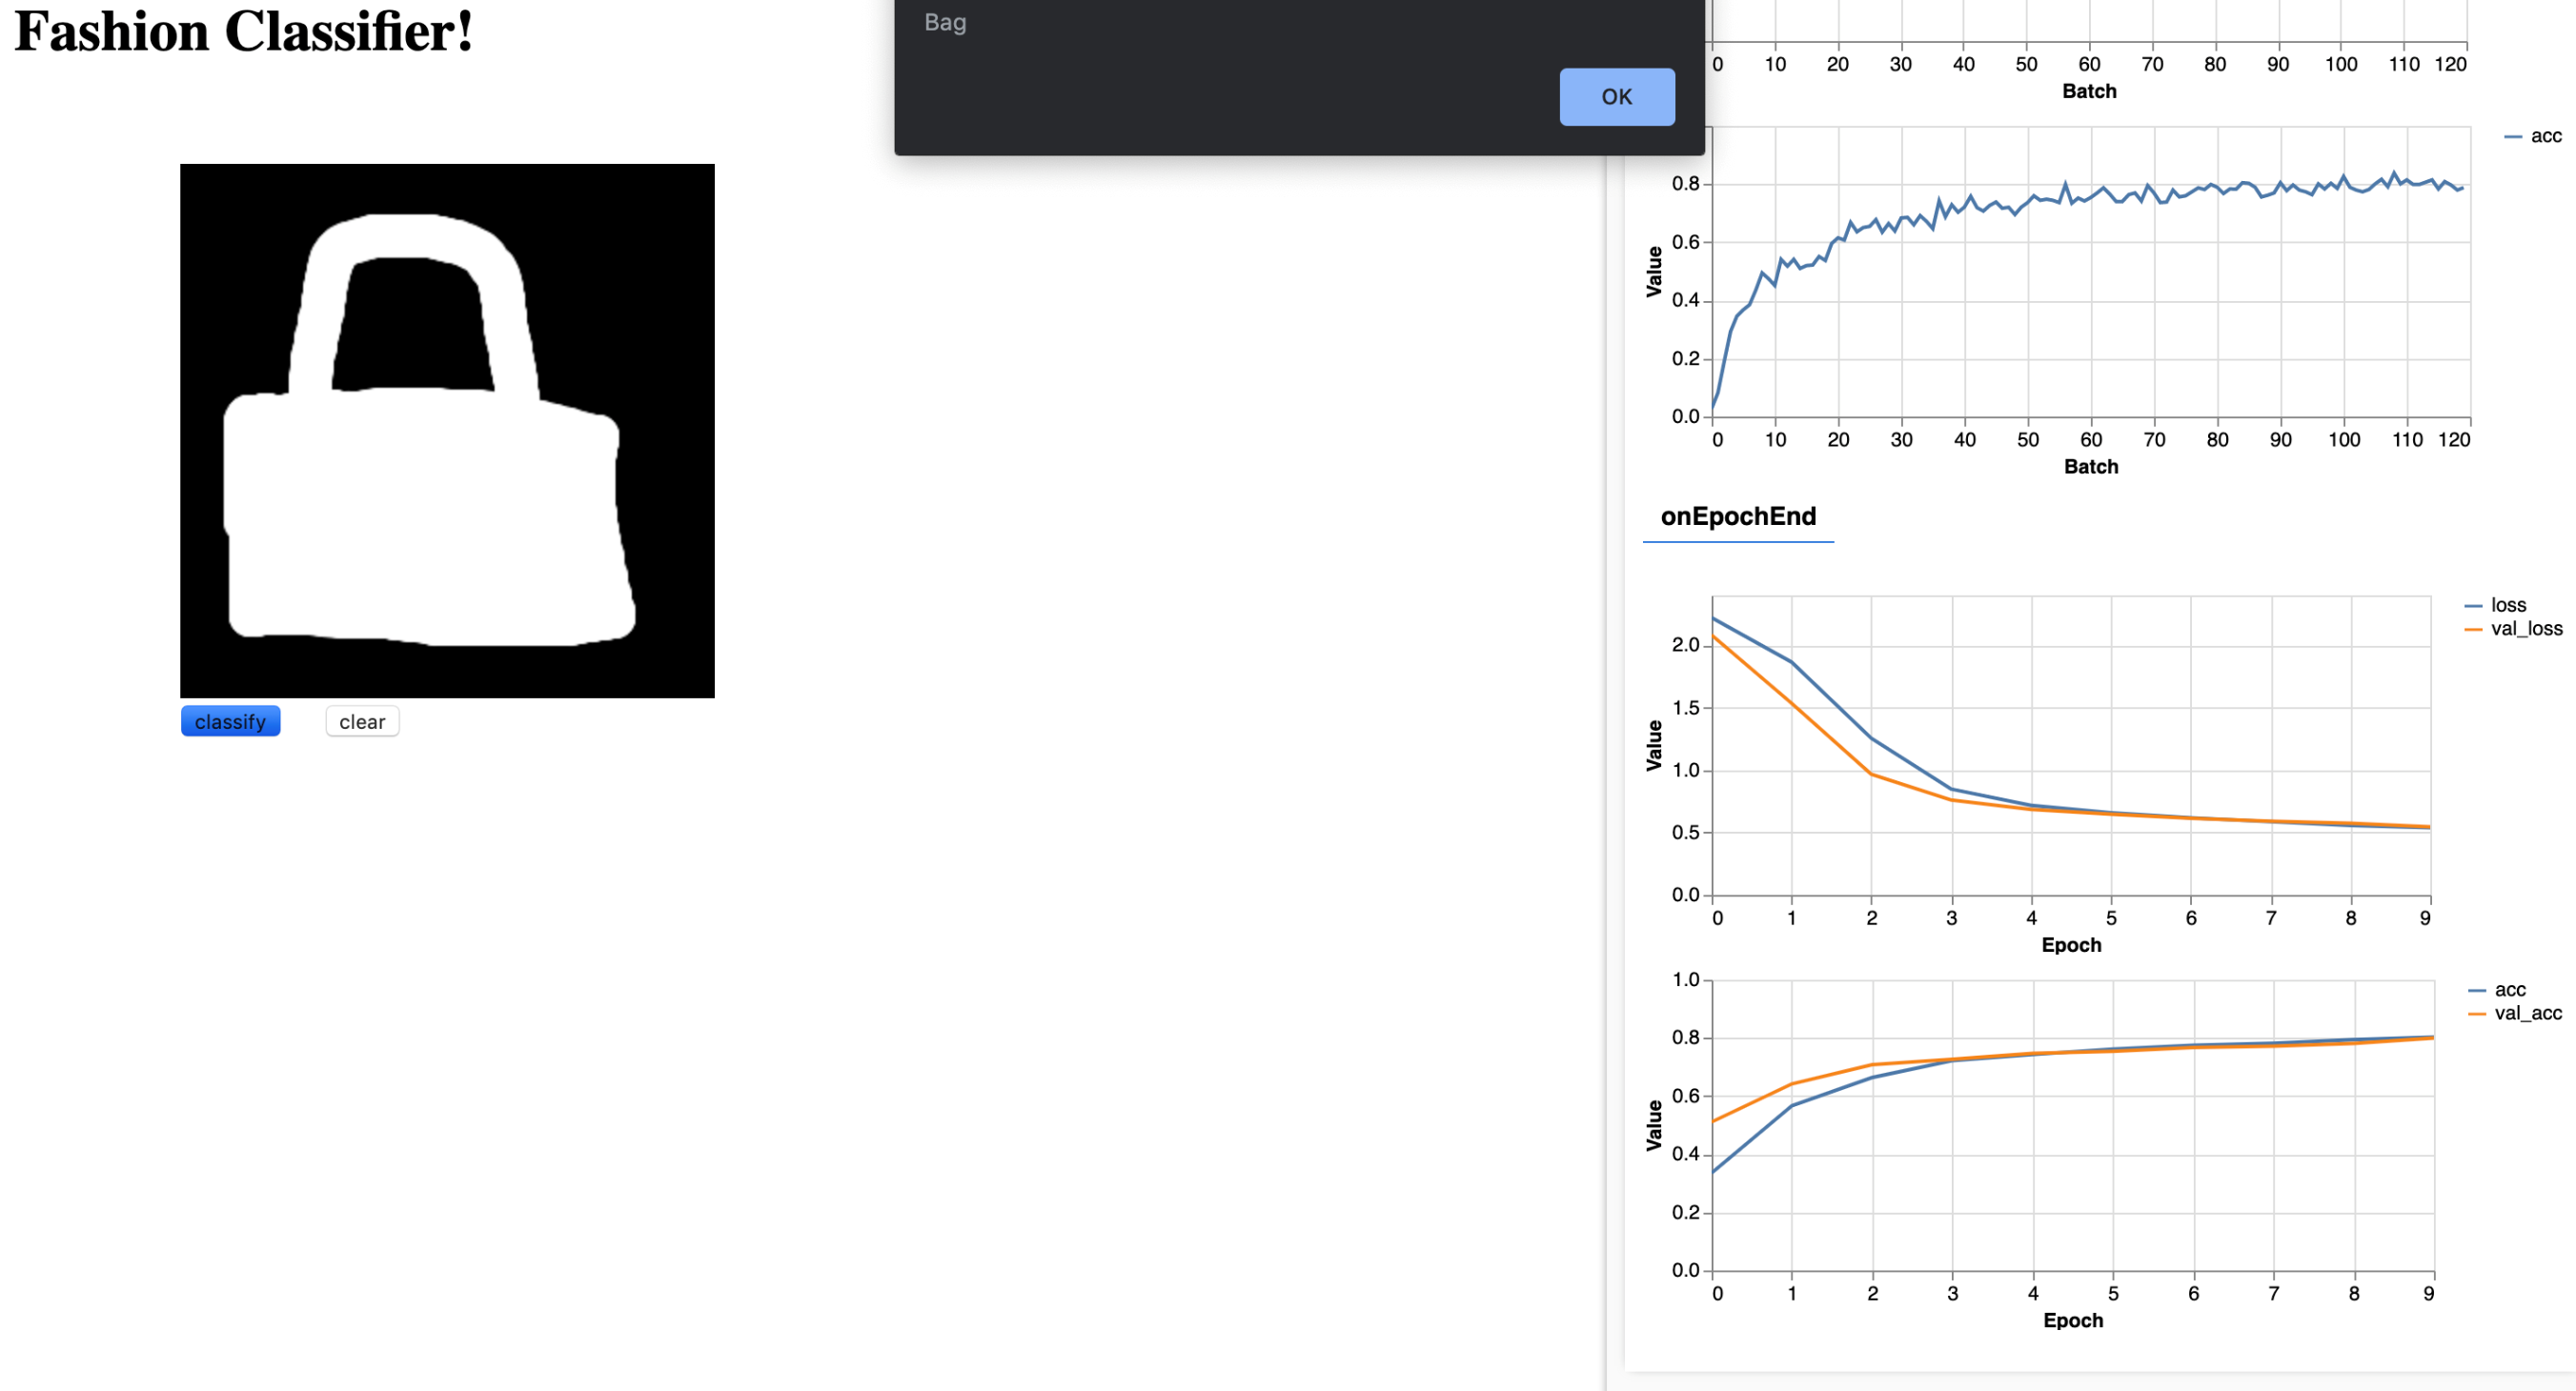 Fashion Classifier!
Bag
OK
classify
clear
0 10 20 30 40 50 60 70 80 90 100 110 120
Batch
acc
Value
0.8
0.6
0.4
0.2
0.0
0 10 20 30 40 50 60 70 80 90 100 110 120
Batch
onEpochEnd
loss
val_loss
Value
2.0
1.5
1.0
0.5
0.0
0 1 2 3 4 5 6 7 8 9
Epoch
acc
val_acc
Value
1.0
0.8
0.6
0.4
0.2
0.0
0 1 2 3 4 5 6 7 8 9
Epoch